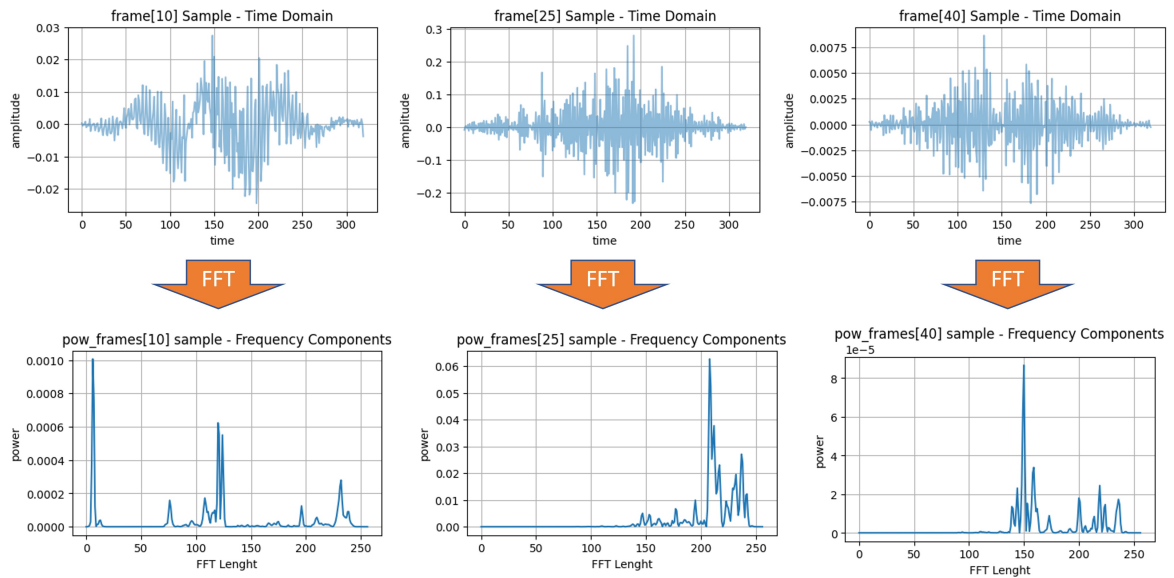 frame[10] Sample - Time Domain
0.03
0.02
0.01
0.00
−0.01
−0.02
amplitude
0 50 100 150 200 250 300
time
frame[25] Sample - Time Domain
0.3
0.2
0.1
0.0
−0.1
−0.2
amplitude
0 50 100 150 200 250 300
time
frame[40] Sample - Time Domain
0.0075
0.0050
0.0025
0.0000
−0.0025
−0.0050
−0.0075
amplitude
0 50 100 150 200 250 300
time
FFT
FFT
FFT
pow_frames[10] sample - Frequency Components
0.0010
0.0008
0.0006
0.0004
0.0002
0.0000
power
0 50 100 150 200 250
FFT Lenght
pow_frames[25] sample - Frequency Components
0.06
0.05
0.04
0.03
0.02
0.01
0.00
power
0 50 100 150 200 250
FFT Lenght
pow_frames[40] sample - Frequency Components
1e−5
8
6
4
2
0
power
0 50 100 150 200 250
FFT Lenght